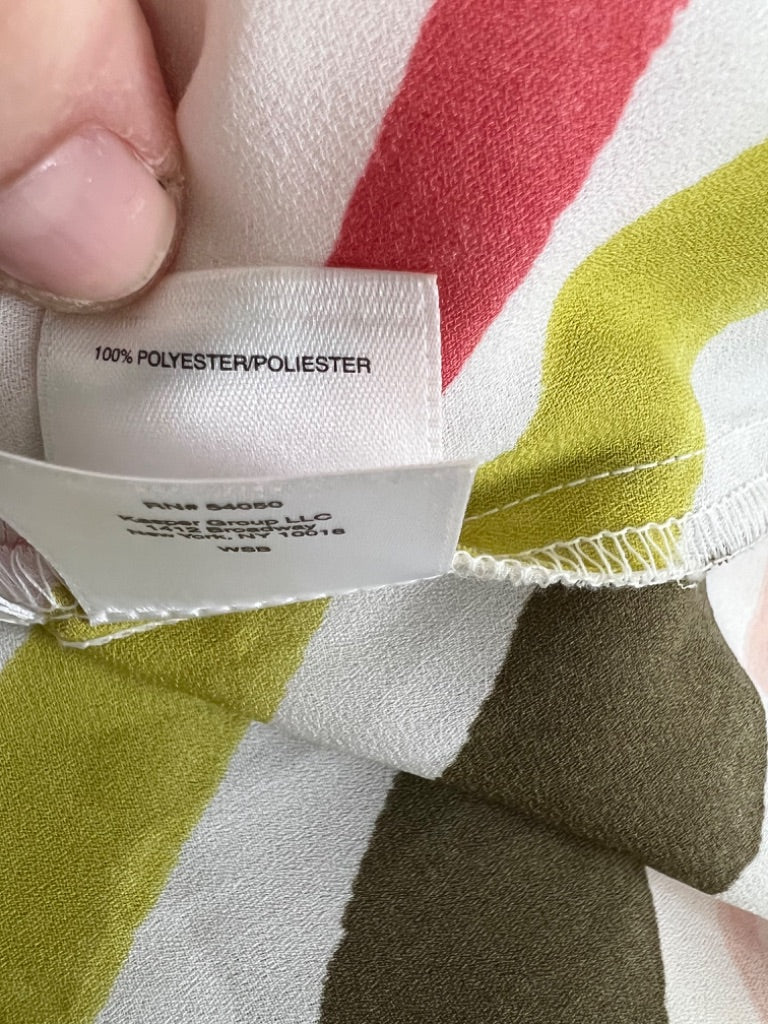 100% POLYESTER/POLIESTER
RN# 54050
Kasper Group LLC
1412 Broadway
New York, NY 10018
WSB